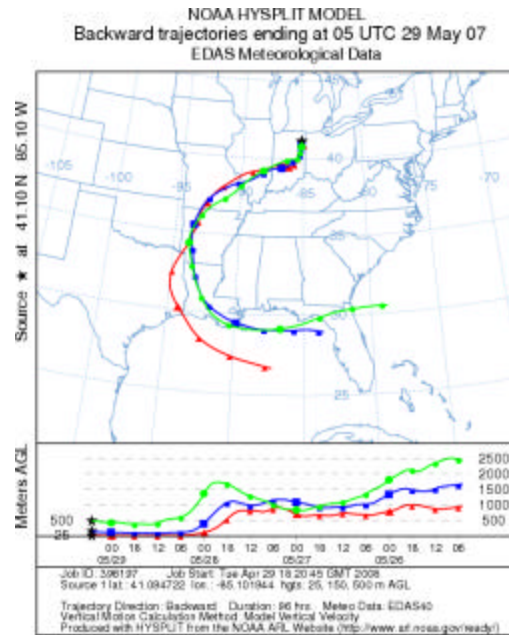 NOAA HYSPLIT MODEL
Backward trajectories ending at 05 UTC 29 May 07
EDAS Meteorological Data
Source ★ at 41.10 N 85.10 W
-105
-100
-95
-85
-70
40
25
Meters AGL
2500
2000
1500
1000
500
500
25
00 18 12 06 00 18 12 06 00 18 12 06 00 18 12 06
05/29 05/28 05/27 05/26
Job ID: 396197 Job Start: Tue Apr 29 18:20:45 GMT 2008
Source 1 lat.: 41.094722 lon.: -85.101944 hgts: 25, 150, 500 m AGL
Trajectory Direction: Backward Duration: 96 hrs Meteo Data: EDAS40
Vertical Motion Calculation Method: Model Vertical Velocity
Produced with HYSPLIT from the NOAA ARL Website (http://www.arl.noaa.gov/ready/)